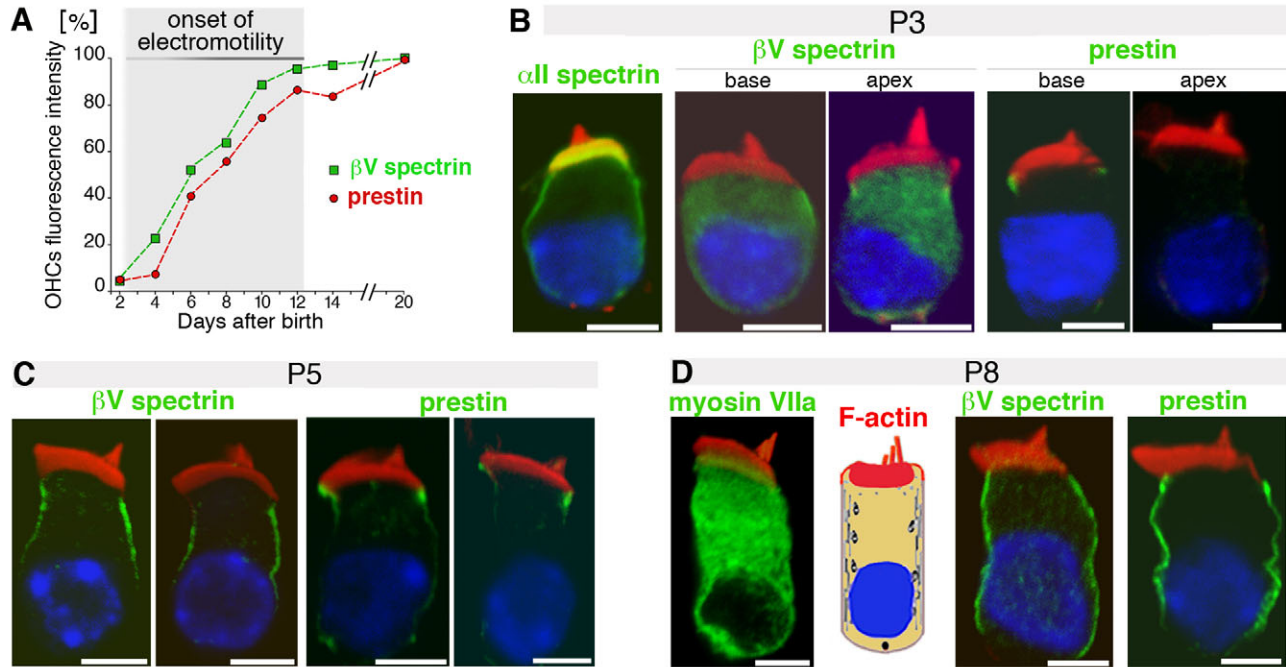 A
[%]
onset of
electromotility
OHCs fluorescence intensity
100
80
60
40
20
0
2 4 6 8 10 12 14 20
Days after birth
βV spectrin
prestin
B
P3
αII spectrin
βV spectrin
prestin
base apex base apex
C
P5
βV spectrin
prestin
D
P8
myosin VIIa
F-actin
βV spectrin
prestin